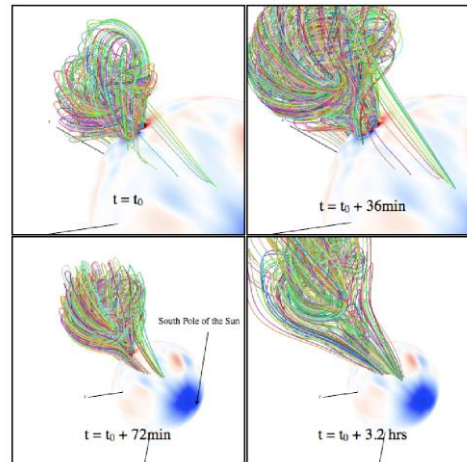 t = t₀
t = t₀ + 36min
South Pole of the Sun
t = t₀ + 72min
t = t₀ + 3.2 hrs